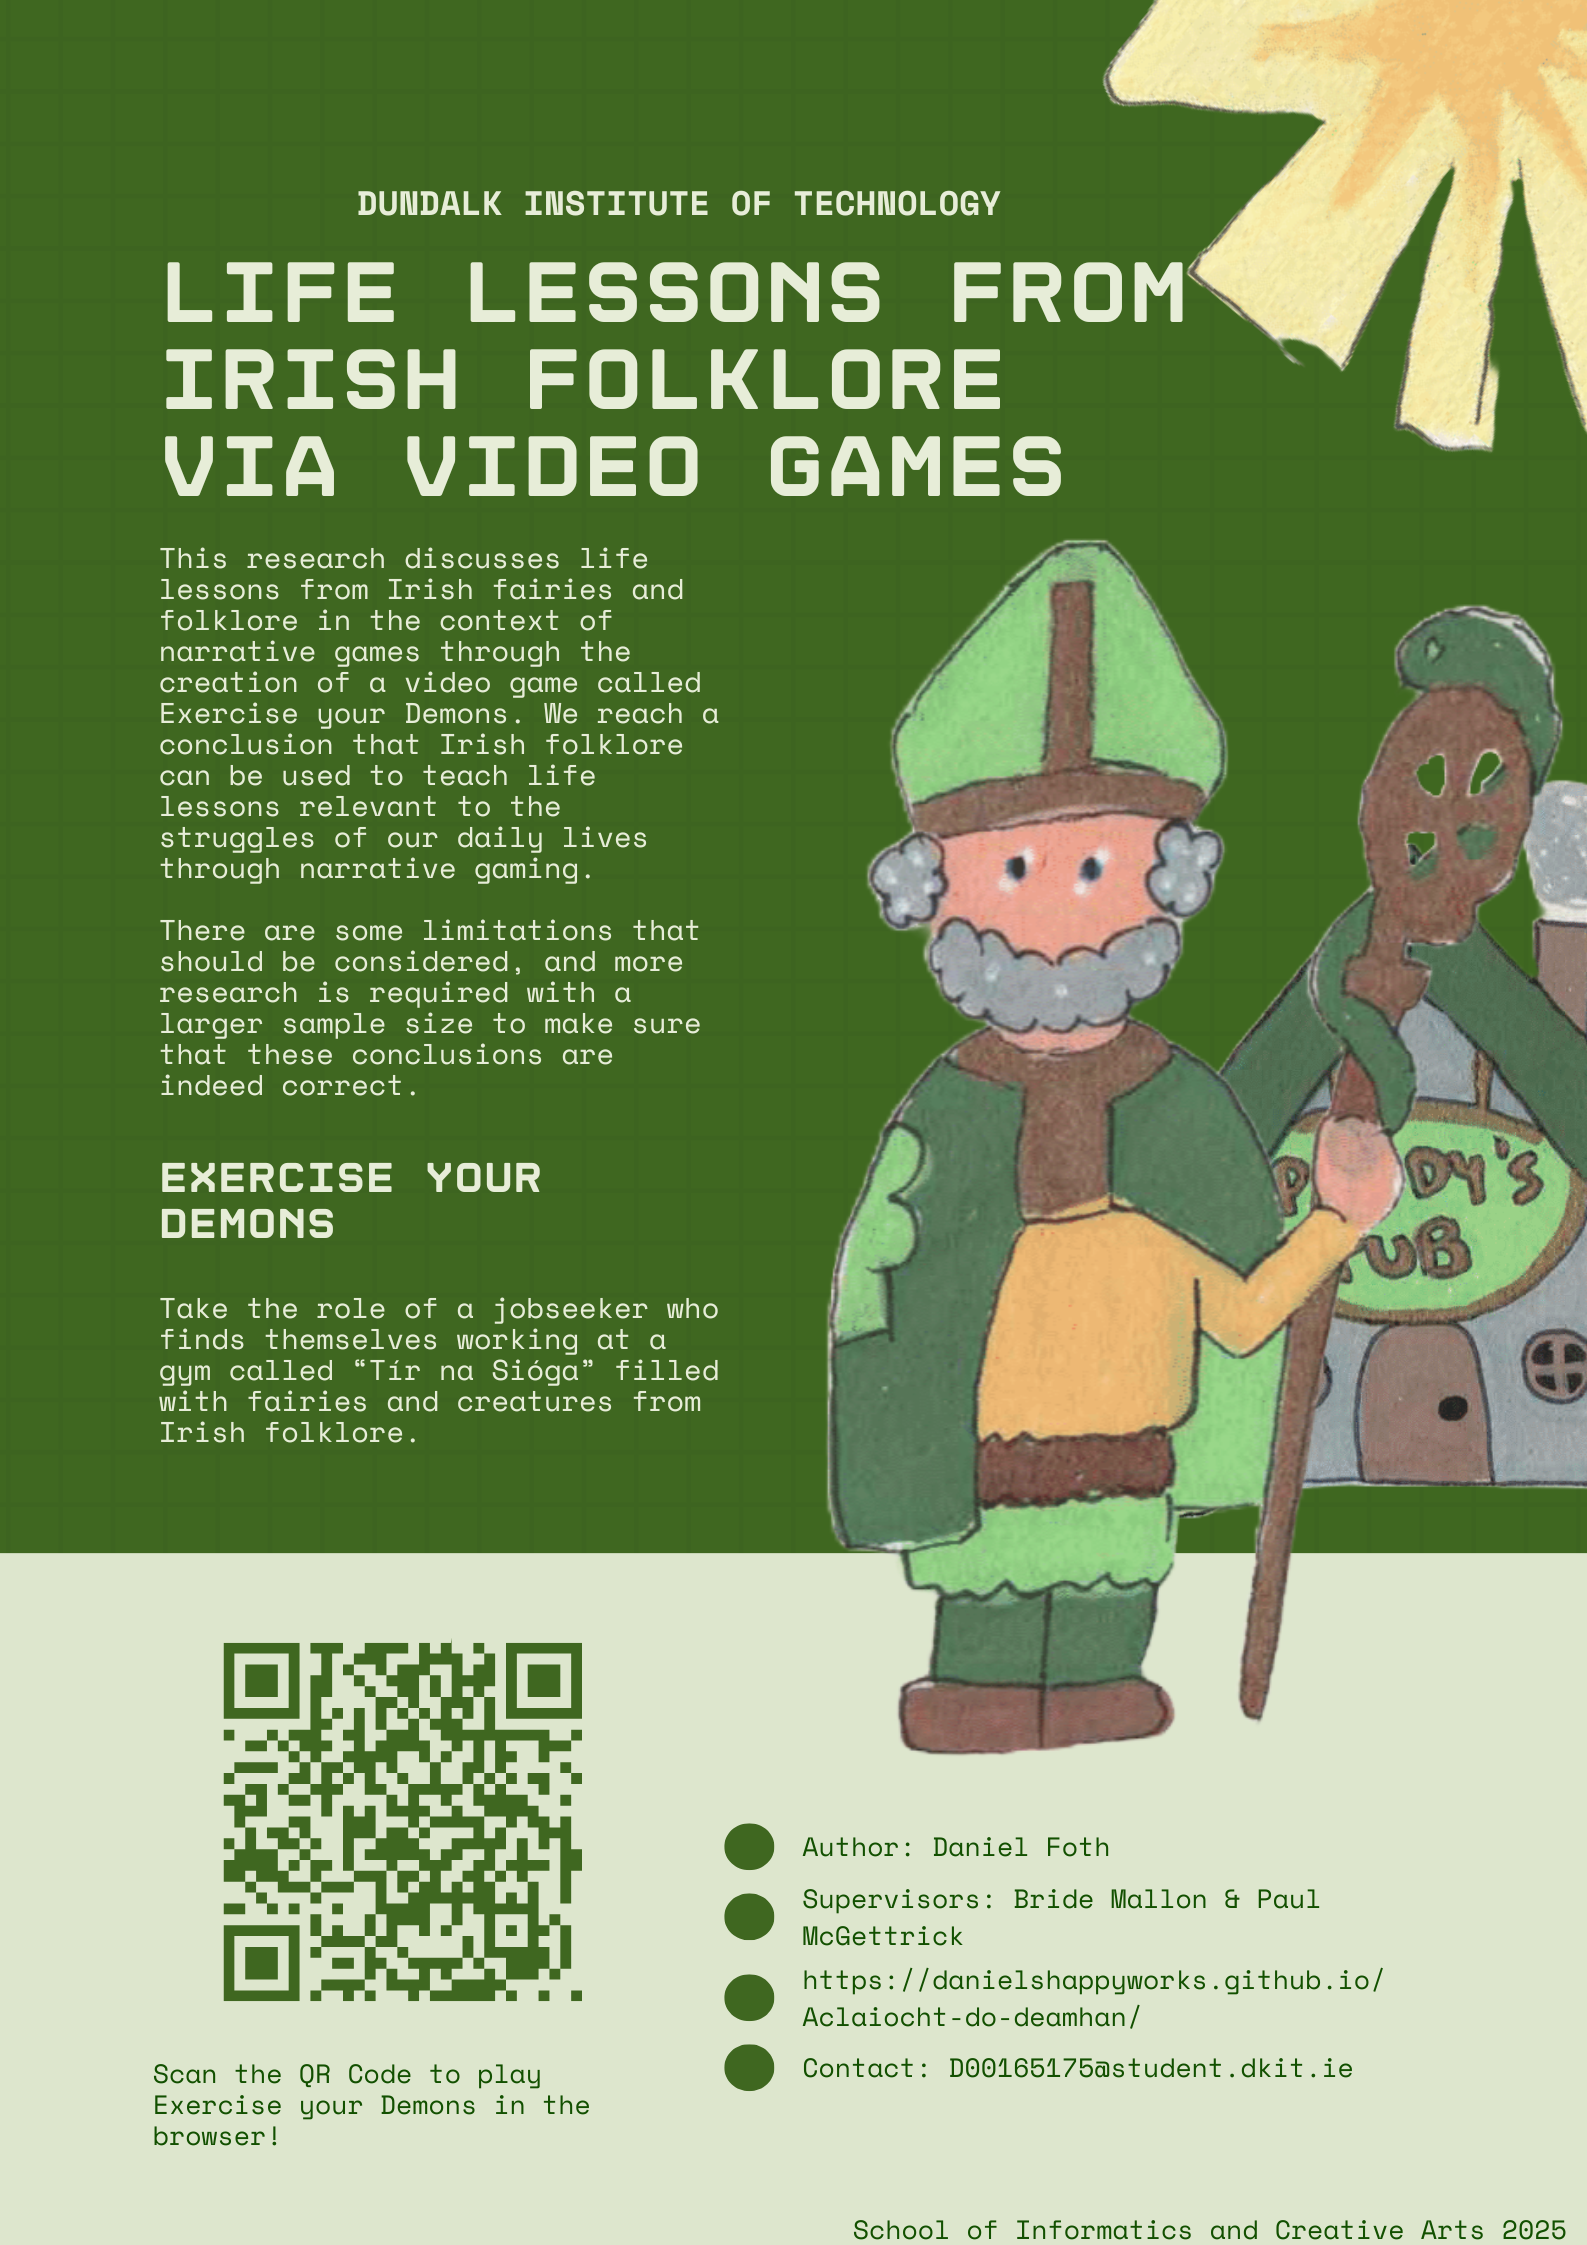 DUNDALK INSTITUTE OF TECHNOLOGY
LIFE LESSONS FROM
IRISH FOLKLORE
VIA VIDEO GAMES
This research discusses life
lessons from Irish fairies and
folklore in the context of
narrative games through the
creation of a video game called
Exercise your Demons. We reach a
conclusion that Irish folklore
can be used to teach life
lessons relevant to the
struggles of our daily lives
through narrative gaming.
There are some limitations that
should be considered, and more
research is required with a
larger sample size to make sure
that these conclusions are
indeed correct.
EXERCISE YOUR
DEMONS
Take the role of a jobseeker who
finds themselves working at a
gym called “Tír na Sióga” filled
with fairies and creatures from
Irish folklore.
Scan the QR Code to play
Exercise your Demons in the
browser!
Author: Daniel Foth
Supervisors: Bride Mallon & Paul
McGettrick
https://danielshappyworks.github.io/
Aclaiocht-do-deamhan/
Contact: D00165175@student.dkit.ie
School of Informatics and Creative Arts 2025